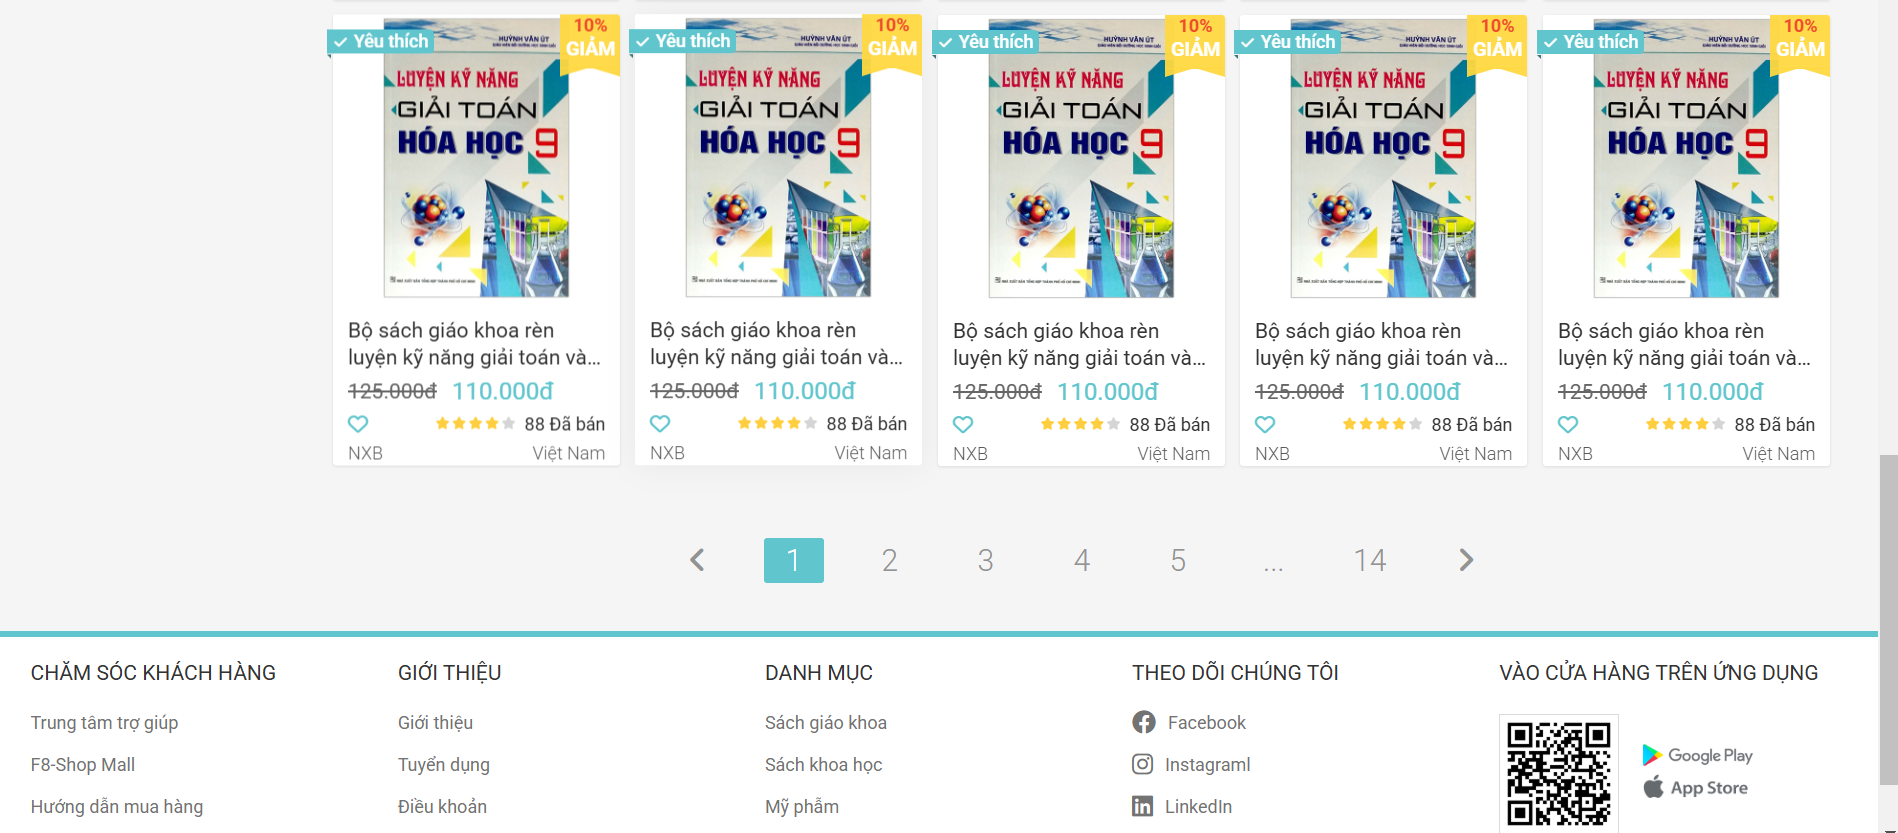 10%
GIẢM
Yêu thích
HUỲNH VĂN ÚT
LUYỆN KỸ NĂNG
GIẢI TOÁN
HÓA HỌC 9
Bộ sách giáo khoa rèn
luyện kỹ năng giải toán và...
125.000đ 110.000đ
88 Đã bán
NXB Việt Nam
10%
GIẢM
Yêu thích
HUỲNH VĂN ÚT
LUYỆN KỸ NĂNG
GIẢI TOÁN
HÓA HỌC 9
Bộ sách giáo khoa rèn
luyện kỹ năng giải toán và...
125.000đ 110.000đ
88 Đã bán
NXB Việt Nam
10%
GIẢM
Yêu thích
HUỲNH VĂN ÚT
LUYỆN KỸ NĂNG
GIẢI TOÁN
HÓA HỌC 9
Bộ sách giáo khoa rèn
luyện kỹ năng giải toán và...
125.000đ 110.000đ
88 Đã bán
NXB Việt Nam
10%
GIẢM
Yêu thích
HUỲNH VĂN ÚT
LUYỆN KỸ NĂNG
GIẢI TOÁN
HÓA HỌC 9
Bộ sách giáo khoa rèn
luyện kỹ năng giải toán và...
125.000đ 110.000đ
88 Đã bán
NXB Việt Nam
10%
GIẢM
Yêu thích
HUỲNH VĂN ÚT
LUYỆN KỸ NĂNG
GIẢI TOÁN
HÓA HỌC 9
Bộ sách giáo khoa rèn
luyện kỹ năng giải toán và...
125.000đ 110.000đ
88 Đã bán
NXB Việt Nam
1 2 3 4 5 ... 14
CHĂM SÓC KHÁCH HÀNG
Trung tâm trợ giúp
F8-Shop Mall
Hướng dẫn mua hàng
GIỚI THIỆU
Giới thiệu
Tuyển dụng
Điều khoản
DANH MỤC
Sách giáo khoa
Sách khoa học
Mỹ phẩm
THEO DÕI CHÚNG TÔI
Facebook
Instagraml
LinkedIn
VÀO CỬA HÀNG TRÊN ỨNG DỤNG
Google Play
App Store